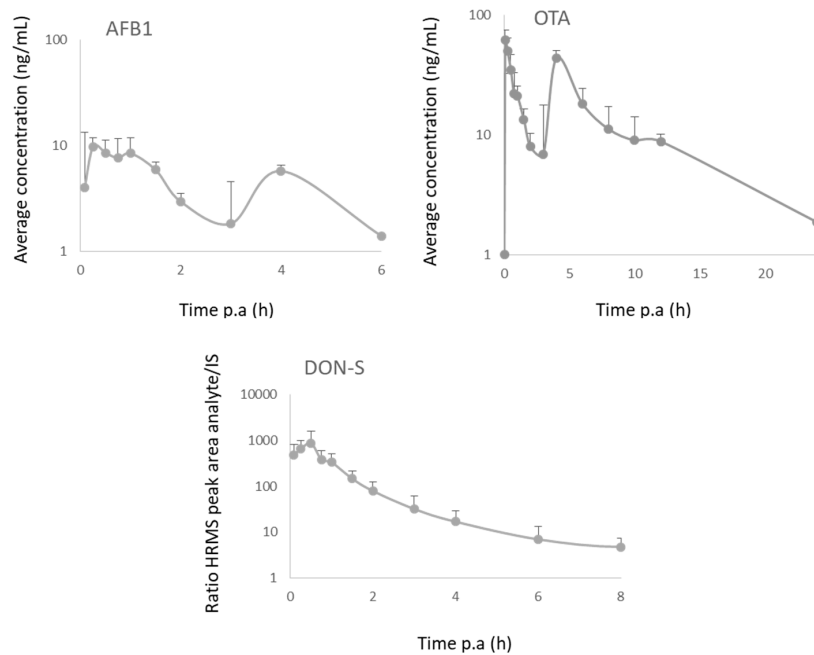 AFB1
Average concentration (ng/mL)
100
10
1
0
2
4
6
Time p.a (h)
OTA
Average concentration (ng/mL)
100
10
1
0
5
10
15
20
Time p.a (h)
DON-S
Ratio HRMS peak area analyte/IS
10000
1000
100
10
1
0
2
4
6
8
Time p.a (h)